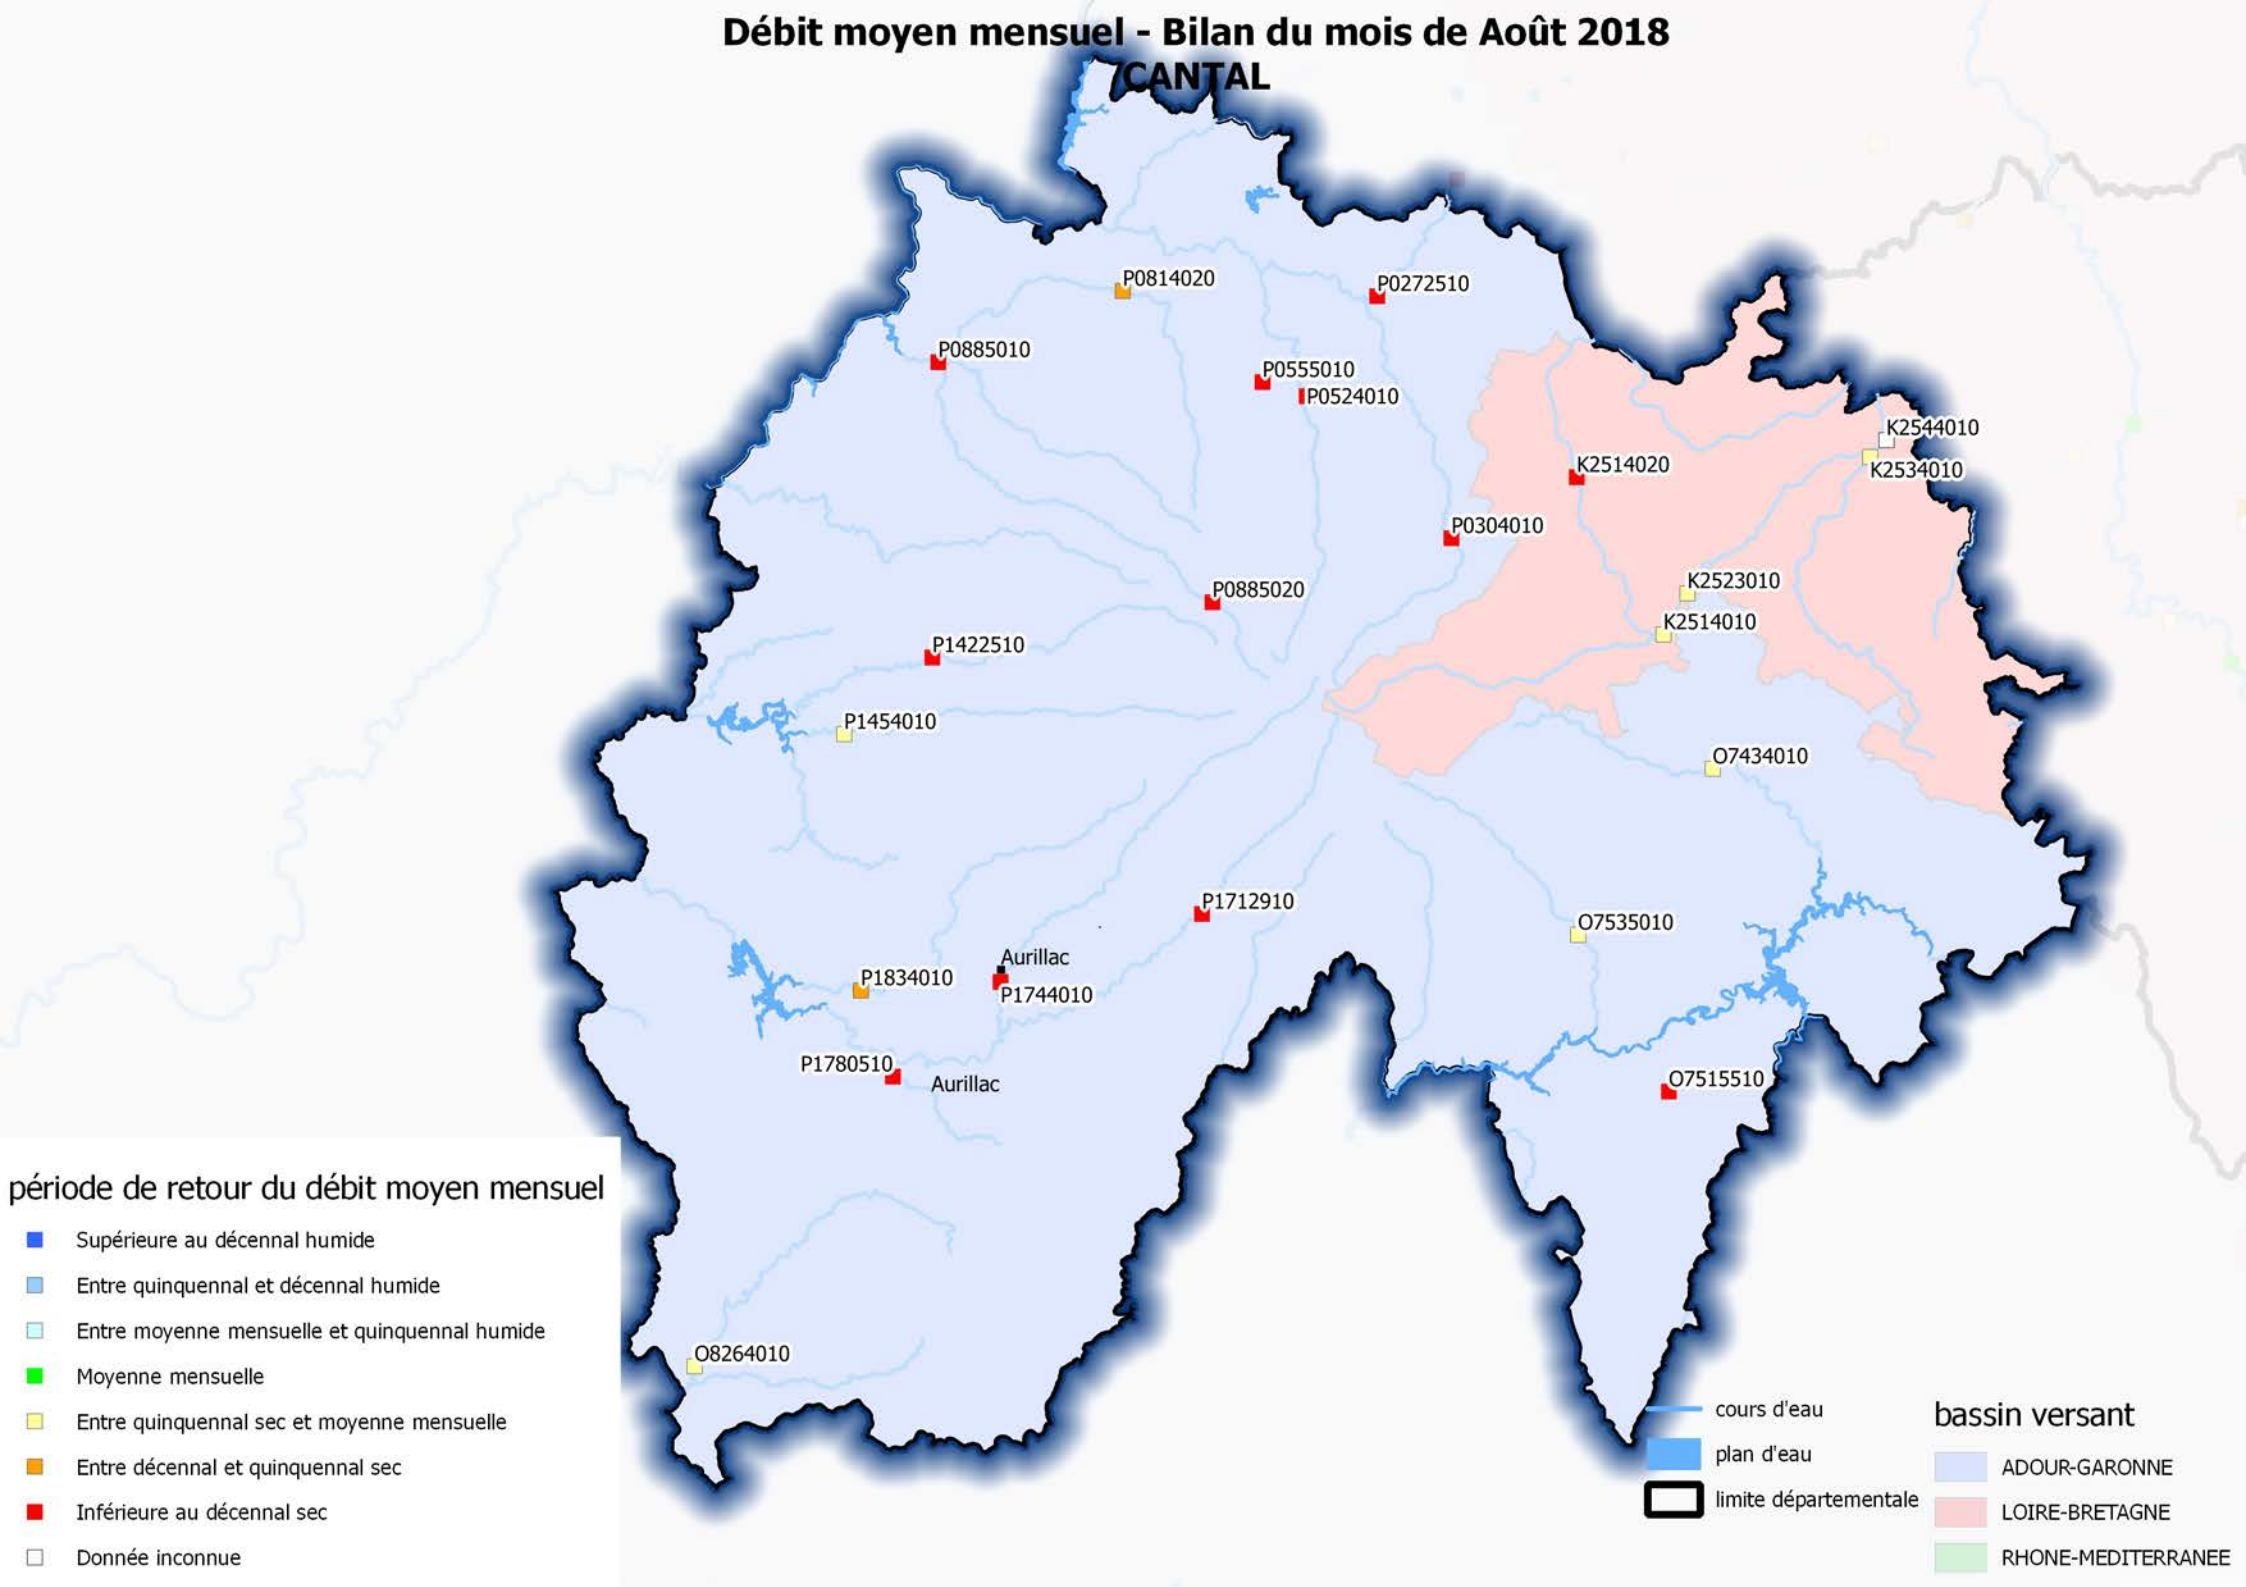 Débit moyen mensuel - Bilan du mois de Août 2018
CANTAL
P0814020
P0272510
P0885010
P0555010
P0524010
K2544010
K2534010
K2514020
P0304010
K2523010
P0885020
K2514010
P1422510
P1454010
O7434010
P1712910
O7535010
Aurillac
P1834010
P1744010
P1780510
Aurillac
O7515510
O8264010
période de retour du débit moyen mensuel
Supérieure au décennal humide
Entre quinquennal et décennal humide
Entre moyenne mensuelle et quinquennal humide
Moyenne mensuelle
Entre quinquennal sec et moyenne mensuelle
Entre décennal et quinquennal sec
Inférieure au décennal sec
Donnée inconnue
cours d'eau
plan d'eau
limite départementale
bassin versant
ADOUR-GARONNE
LOIRE-BRETAGNE
RHONE-MEDITERRANEE